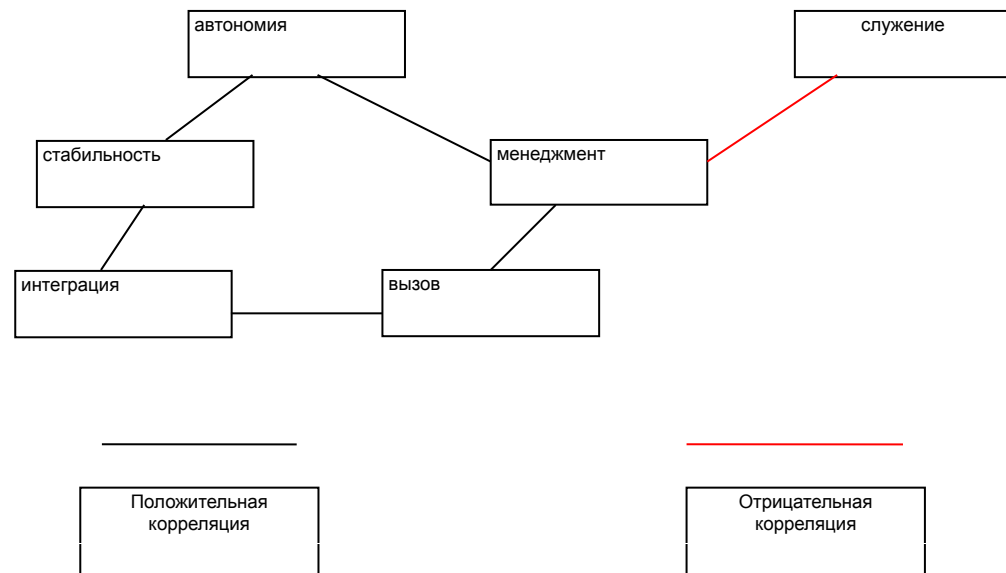 автономия
служение
стабильность
менеджмент
интеграция
вызов
Положительная
корреляция
Отрицательная
корреляция